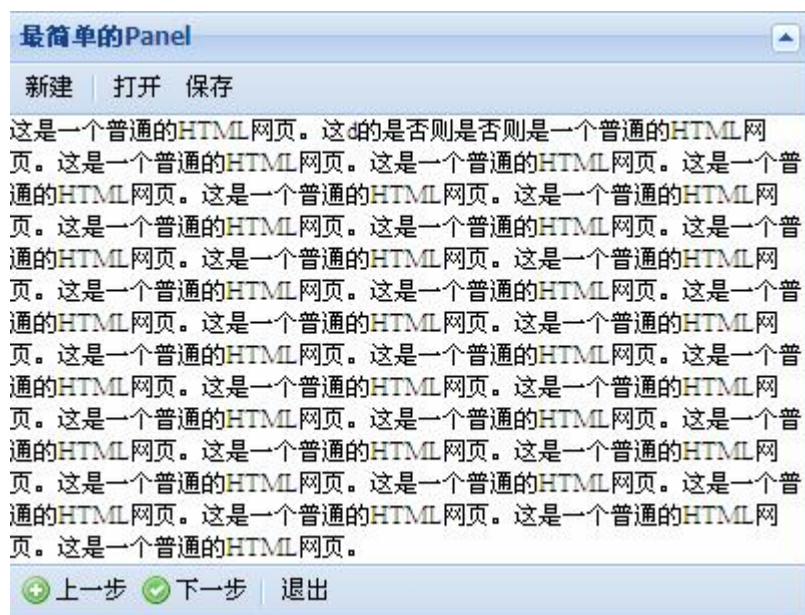 最简单的Panel
新建 打开 保存
这是一个普通的HTML网页。这d的是否则是否则是一个普通的HTML网
页。这是一个普通的HTML网页。这是一个普通的HTML网页。这是一个普
通的HTML网页。这是一个普通的HTML网页。这是一个普通的HTML网
页。这是一个普通的HTML网页。这是一个普通的HTML网页。这是一个普
通的HTML网页。这是一个普通的HTML网页。这是一个普通的HTML网
页。这是一个普通的HTML网页。这是一个普通的HTML网页。这是一个普
通的HTML网页。这是一个普通的HTML网页。这是一个普通的HTML网
页。这是一个普通的HTML网页。这是一个普通的HTML网页。这是一个普
通的HTML网页。这是一个普通的HTML网页。这是一个普通的HTML网
页。这是一个普通的HTML网页。这是一个普通的HTML网页。这是一个普
通的HTML网页。这是一个普通的HTML网页。这是一个普通的HTML网
页。这是一个普通的HTML网页。这是一个普通的HTML网页。这是一个普
通的HTML网页。这是一个普通的HTML网页。这是一个普通的HTML网
页。这是一个普通的HTML网页。
上一步 下一步 退出